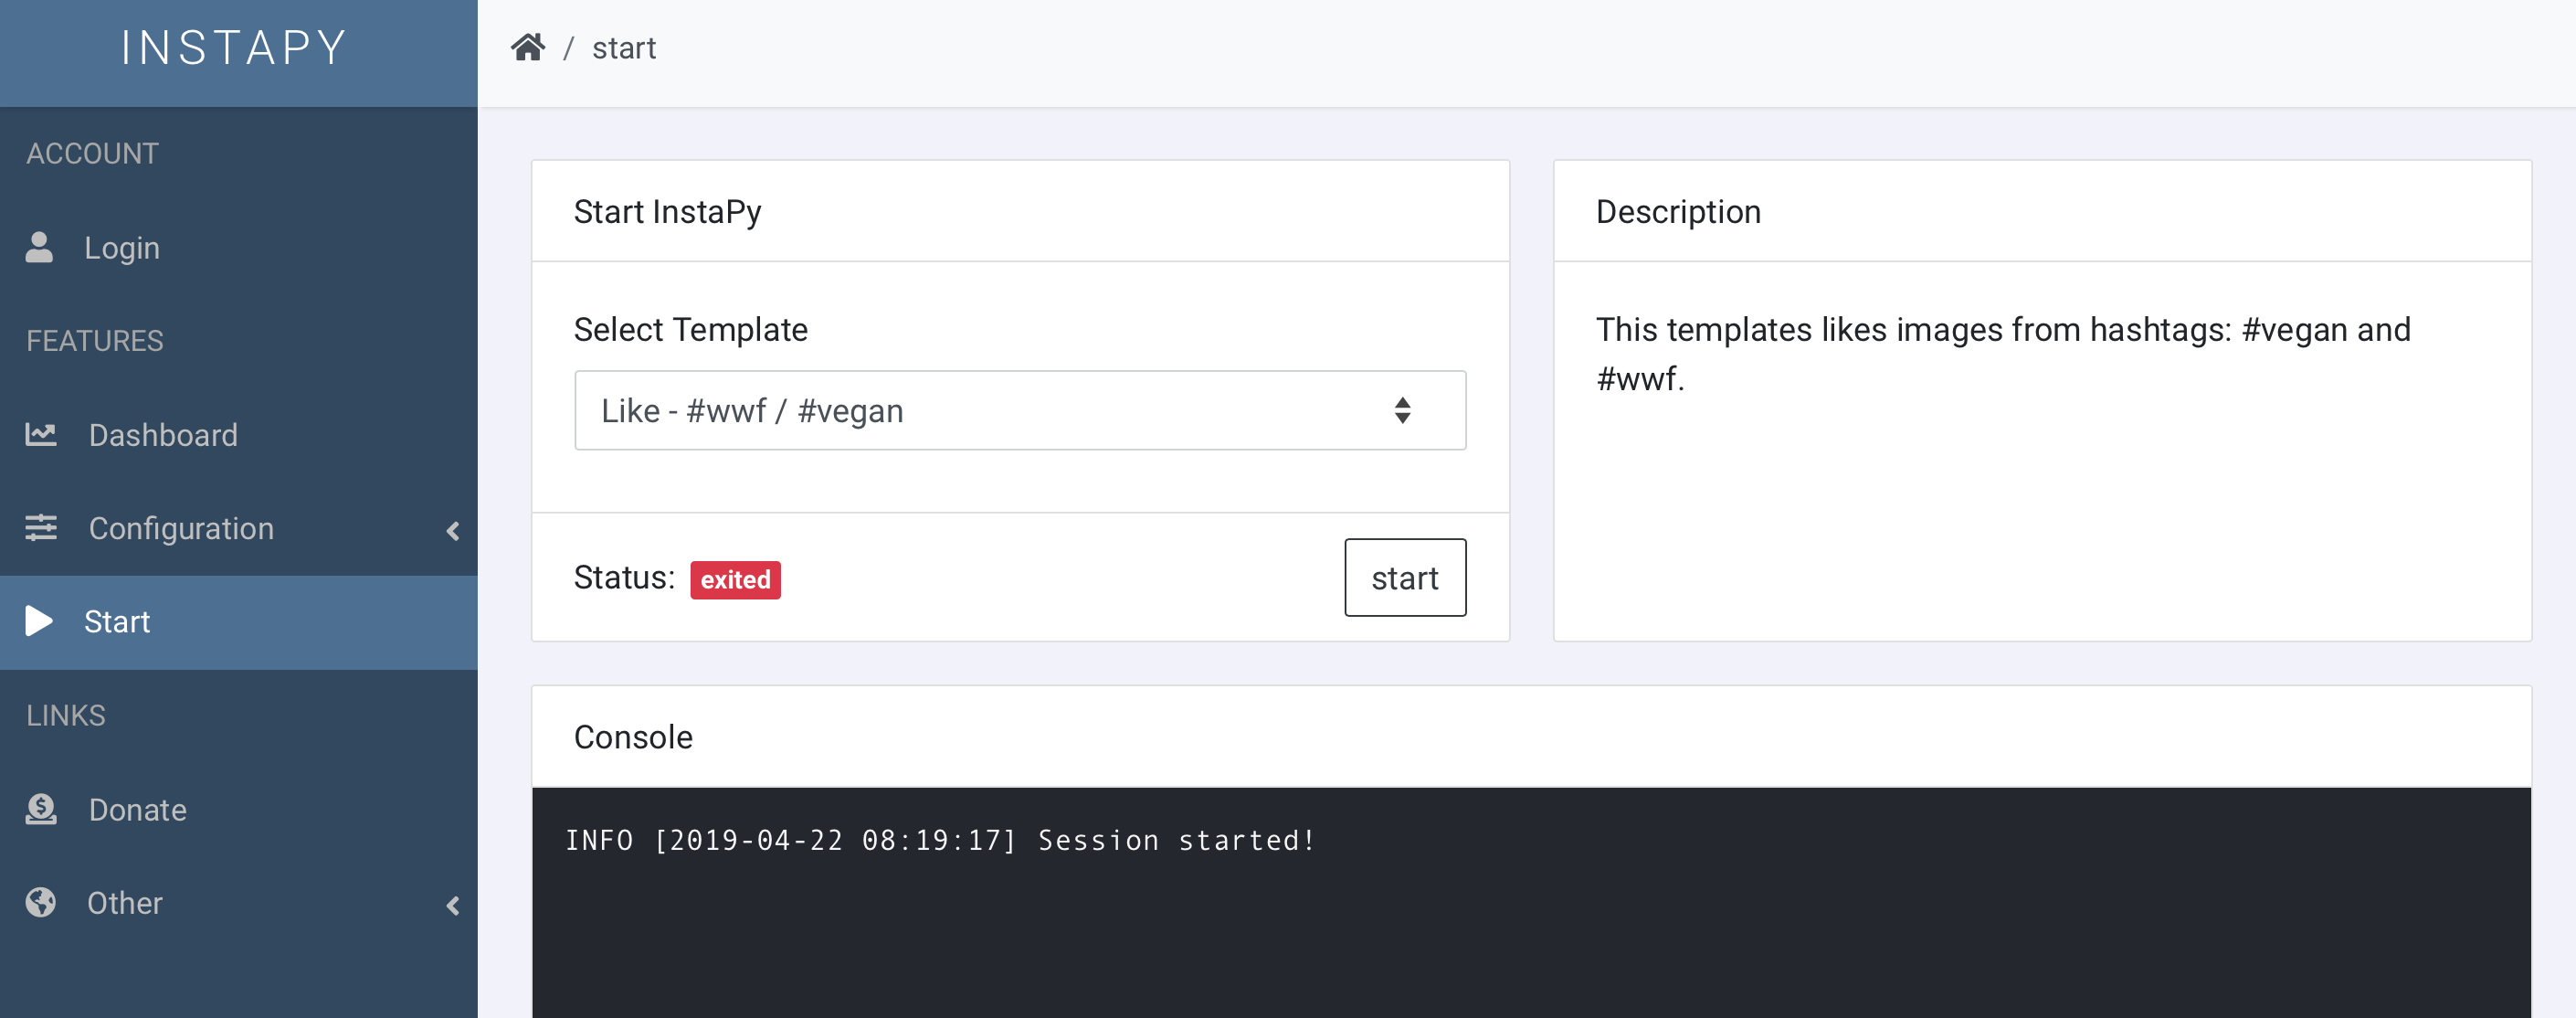 INSTAPY
/ start
ACCOUNT
Login
FEATURES
Dashboard
Configuration
Start
LINKS
Donate
Other
Start InstaPy
Select Template
Like - #wwf / #vegan
Status: exited
start
Description
This templates likes images from hashtags: #vegan and
#wwf.
Console
INFO [2019-04-22 08:19:17] Session started!